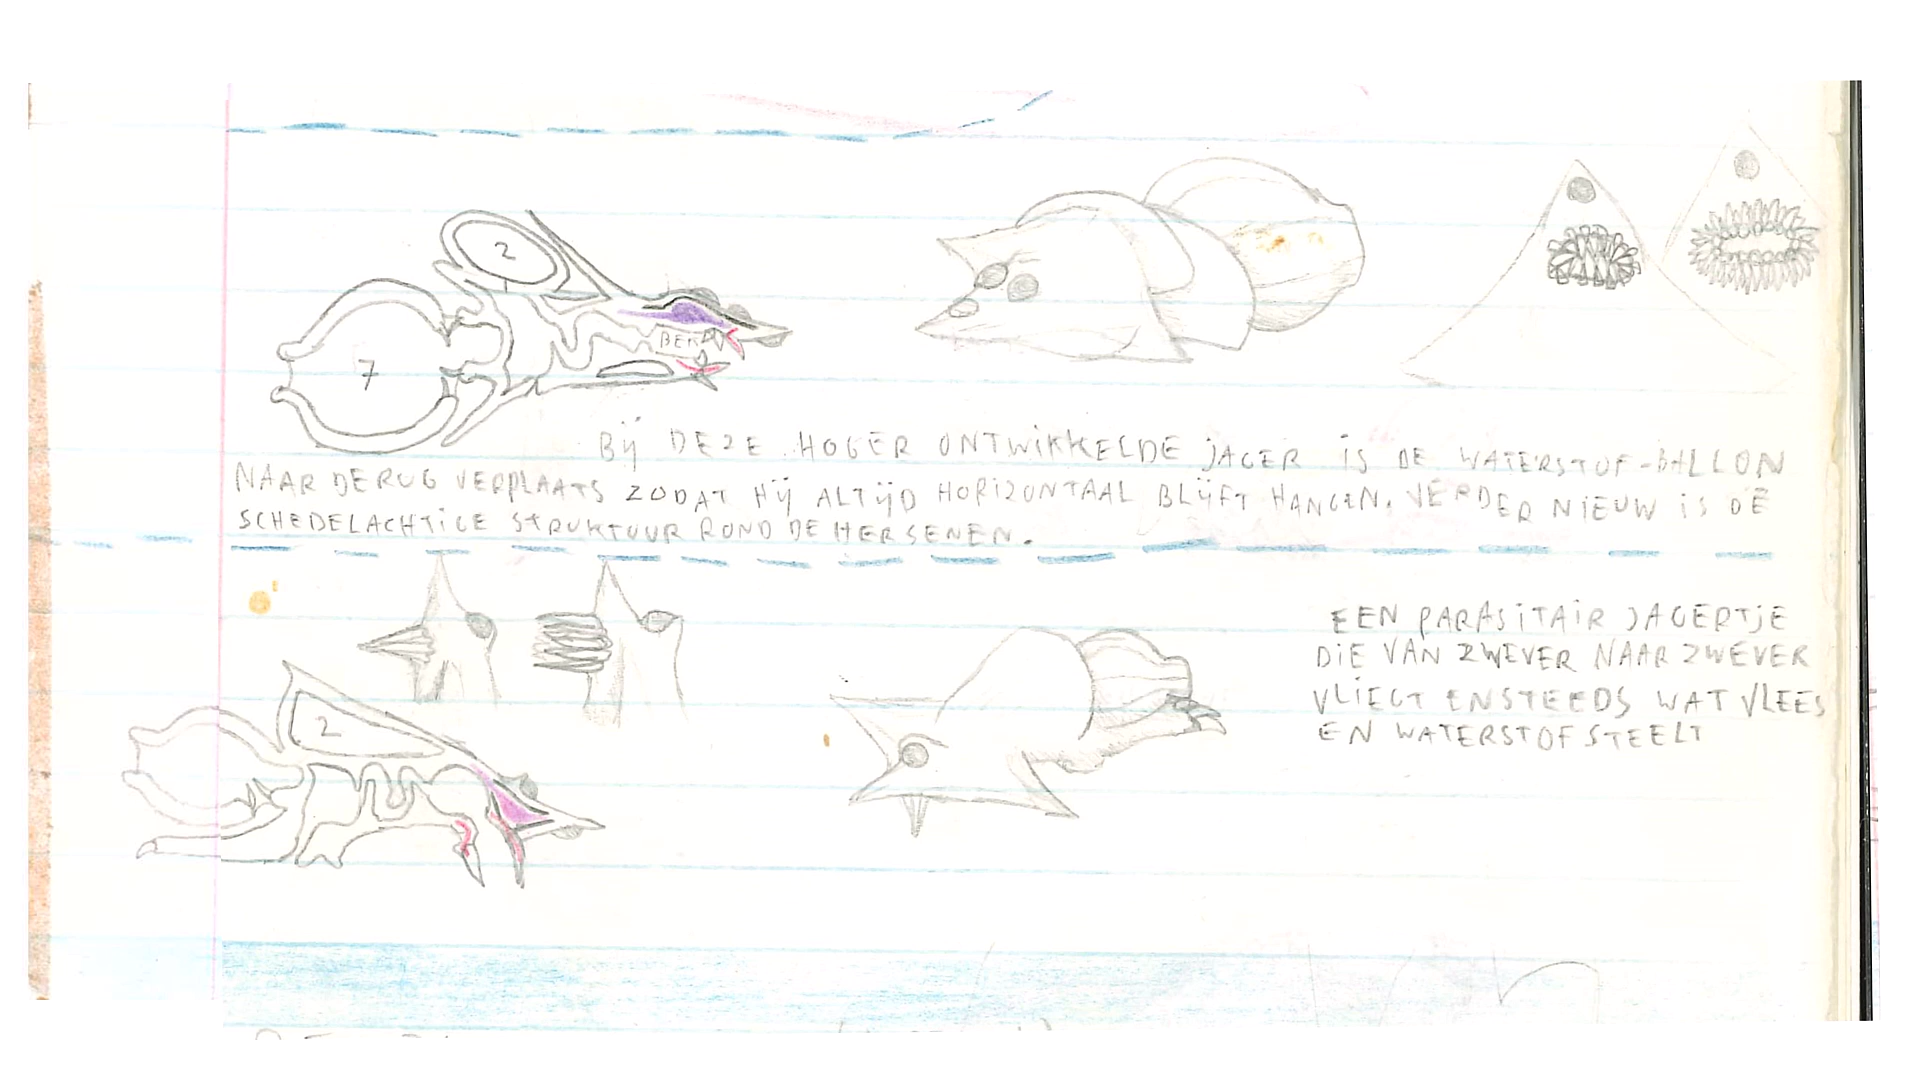 2
7
BEK
BIJ DEZE HOGER ONTWIKKELDE JAGER IS DE WATERSTOF-BALLON
NAAR DE RUG VERPLAATS ZODAT HIJ ALTIJD HORIZONTAAL BLIJFT HANGEN. VERDER NIEUW IS DE
SCHEDELACHTIGE STRUKTUUR ROND DE HERSENEN.
EEN PARASITAIR JAGERTJE
DIE VAN ZWEVER NAAR ZWEVER
VLIEGT EN STEEDS WAT VLEES
EN WATERSTOF STEELT
2